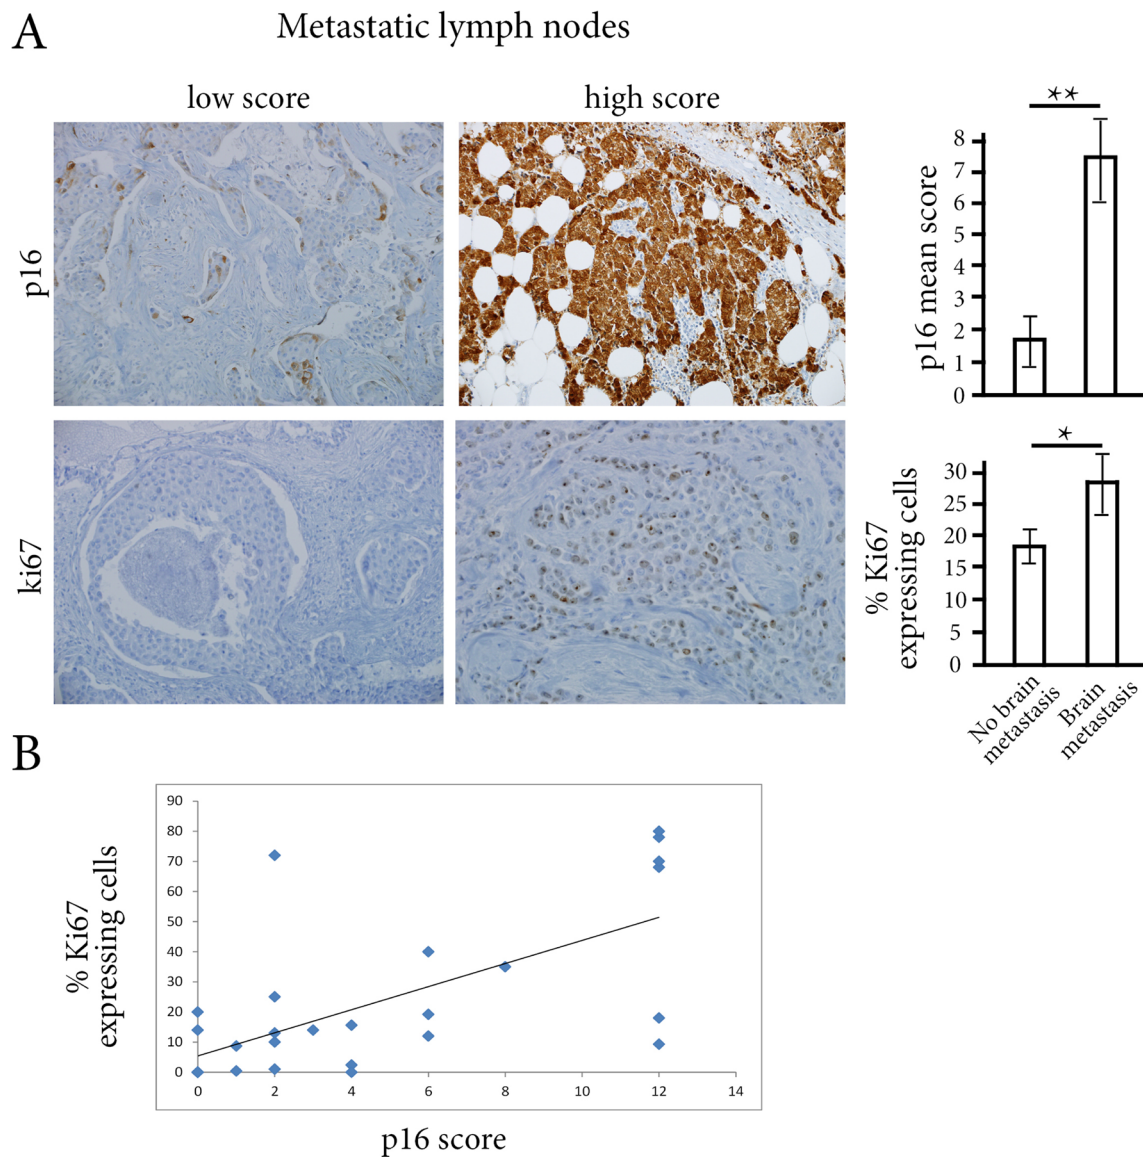 A
Metastatic lymph nodes
low score
high score
p16
ki67
**
p16 mean score
8
7
6
5
4
3
2
1
0
*
% Ki67
expressing cells
30
25
20
15
10
5
0
No brain
metastasis
Brain
metastasis
B
% Ki67
expressing cells
90
80
70
60
50
40
30
20
10
0
0 2 4 6 8 10 12 14
p16 score